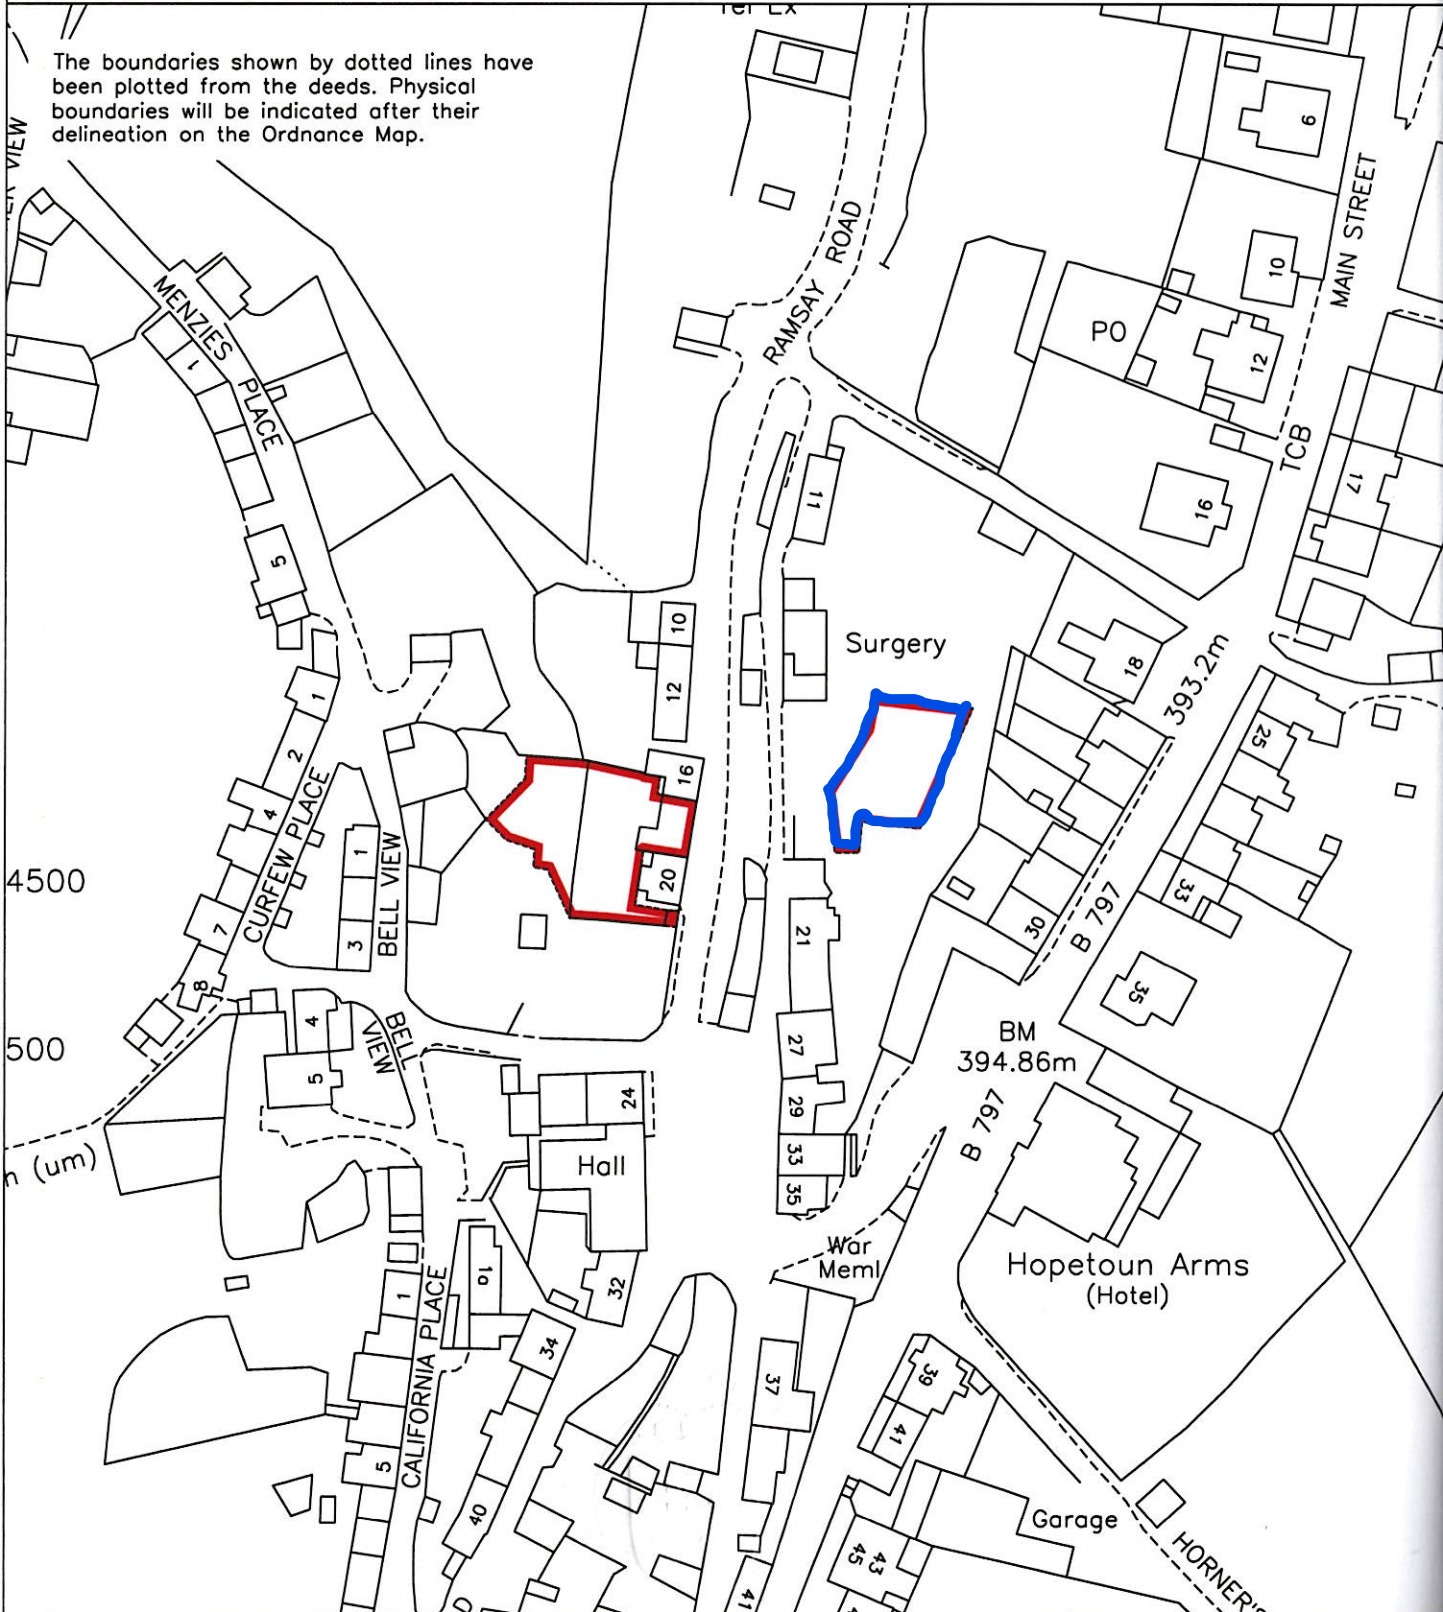 Tel Ex
The boundaries shown by dotted lines have
been plotted from the deeds. Physical
boundaries will be indicated after their
delineation on the Ordnance Map.
VIEW
6
MAIN STREET
RAMSAY ROAD
10
MENZIES PLACE
PO
12
1
TCB
17
11
16
5
10
Surgery
18
393.2m
12
1
25
2
16
4
CURFEW PLACE
1
BELL VIEW
4500
20
33
7
21
30
B 797
3
8
35
4
BELL
VIEW
BM
500
27
394.86m
5
24
29
B 797
(um)
Hall
33
35
War
Meml
Hopetoun Arms
(Hotel)
1a
1
32
CALIFORNIA PLACE
34
37
39
41
5
40
Garage
43
45
HORNER'S
41